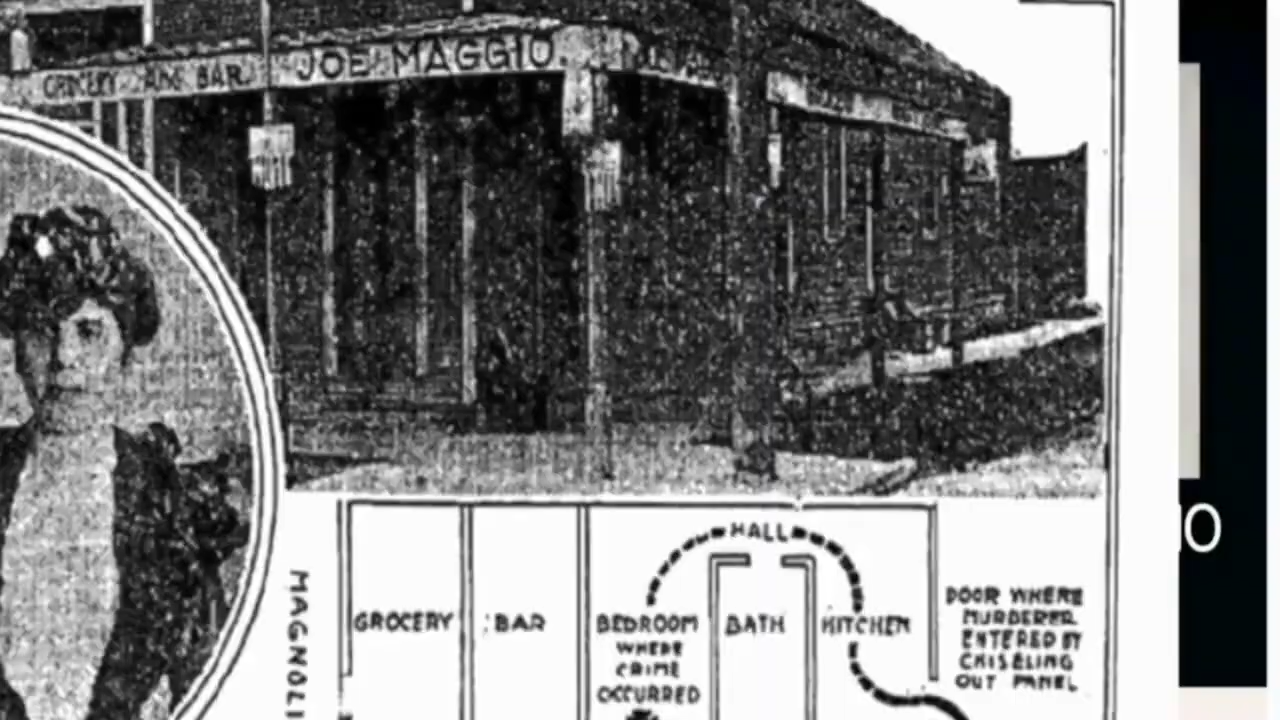 GROCERY AND BAR JOE MAGGIO.
IO
MAGNOLI
HALL
GROCERY
BAR
BEDROOM
WHERE
CRIME
OCCURRED
BATH
KITCHEN
DOOR WHERE
MURDERER
ENTERED BY
CHISELING
OUT PANEL